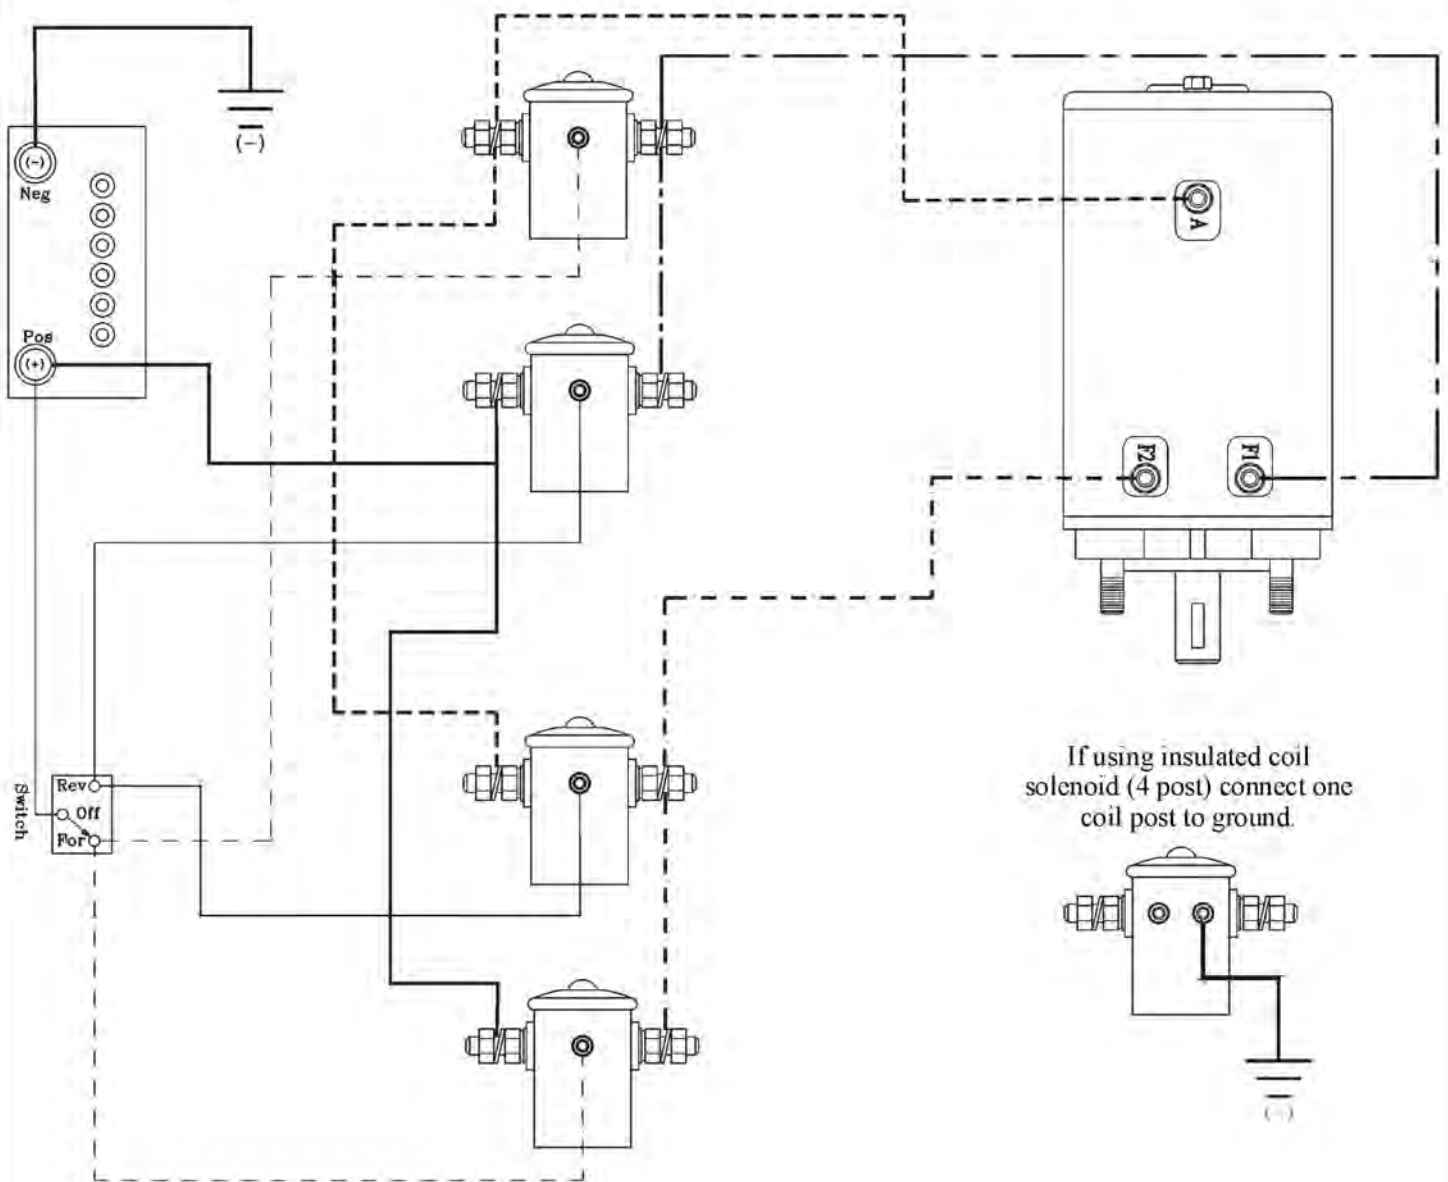 (-)
(-)
Neg
Pos
(+)
A
F2
F1
If using insulated coil
solenoid (4 post) connect one
coil post to ground.
Switch
Rev
Off
For
(-)